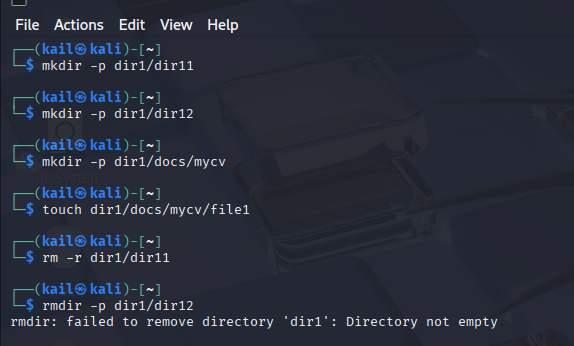 File Actions Edit View Help
┌──(kail㉿kali)-[~]
└─$ mkdir -p dir1/dir11
┌──(kail㉿kali)-[~]
└─$ mkdir -p dir1/dir12
┌──(kail㉿kali)-[~]
└─$ mkdir -p dir1/docs/mycv
┌──(kail㉿kali)-[~]
└─$ touch dir1/docs/mycv/file1
┌──(kail㉿kali)-[~]
└─$ rm -r dir1/dir11
┌──(kail㉿kali)-[~]
└─$ rmdir -p dir1/dir12
rmdir: failed to remove directory 'dir1': Directory not empty